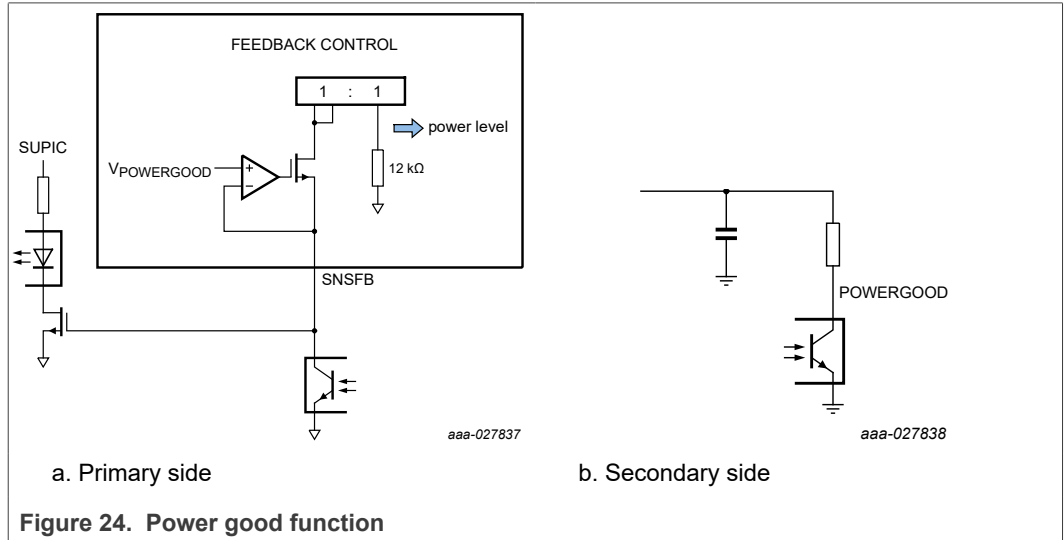 FEEDBACK CONTROL
1 : 1
power level
SUPIC
VPOWERGOOD
+
−
12 kΩ
SNSFB
POWERGOOD
aaa-027837
aaa-027838
a. Primary side
b. Secondary side
Figure 24. Power good function